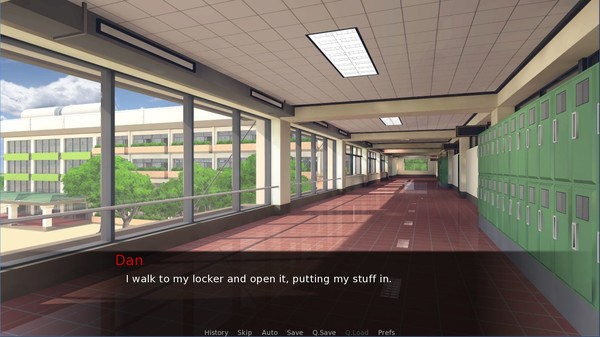 Dan
I walk to my locker and open it, putting my stuff in.
History Skip Auto Save Q.Save Q.Load Prefs